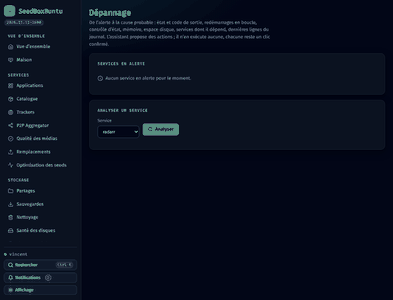 SeedBoxBuntu
VUE D'ENSEMBLE
Vue d'ensemble
Maison
SERVICES
Applications
Catalogue
Trackers
P2P Aggregator
Qualité des médias
Remplacements
Optimisation des seeds
STOCKAGE
Partages
Sauvegardes
Nettoyage
Santé des disques
vincent
Rechercher
Ctrl K
Notifications
Affichage
Dépannage
De l'alerte à la cause probable : état et code de sortie, redémarrages en boucle,
contrôle d'état, mémoire, espace disque, services dont il dépend, dernières lignes du
journal. L'assistant propose des actions ; il n'en exécute aucune, chacune reste un clic
confirmé.
SERVICES EN ALERTE
Aucun service en alerte pour le moment.
ANALYSER UN SERVICE
Service
radarr
Analyser